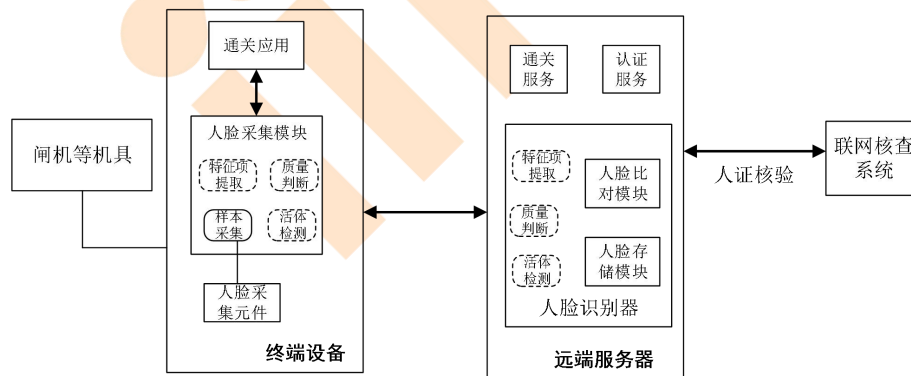 通关应用
人脸采集模块
特征项
提取
质量
判断
样本
采集
活体
检测
人脸采
集元件
终端设备
闸机等机具
通关
服务
认证
服务
特征项
提取
人脸比
对模块
质量
判断
人脸存
储模块
活体
检测
人脸识别器
远端服务器
人证核验
联网核查
系统